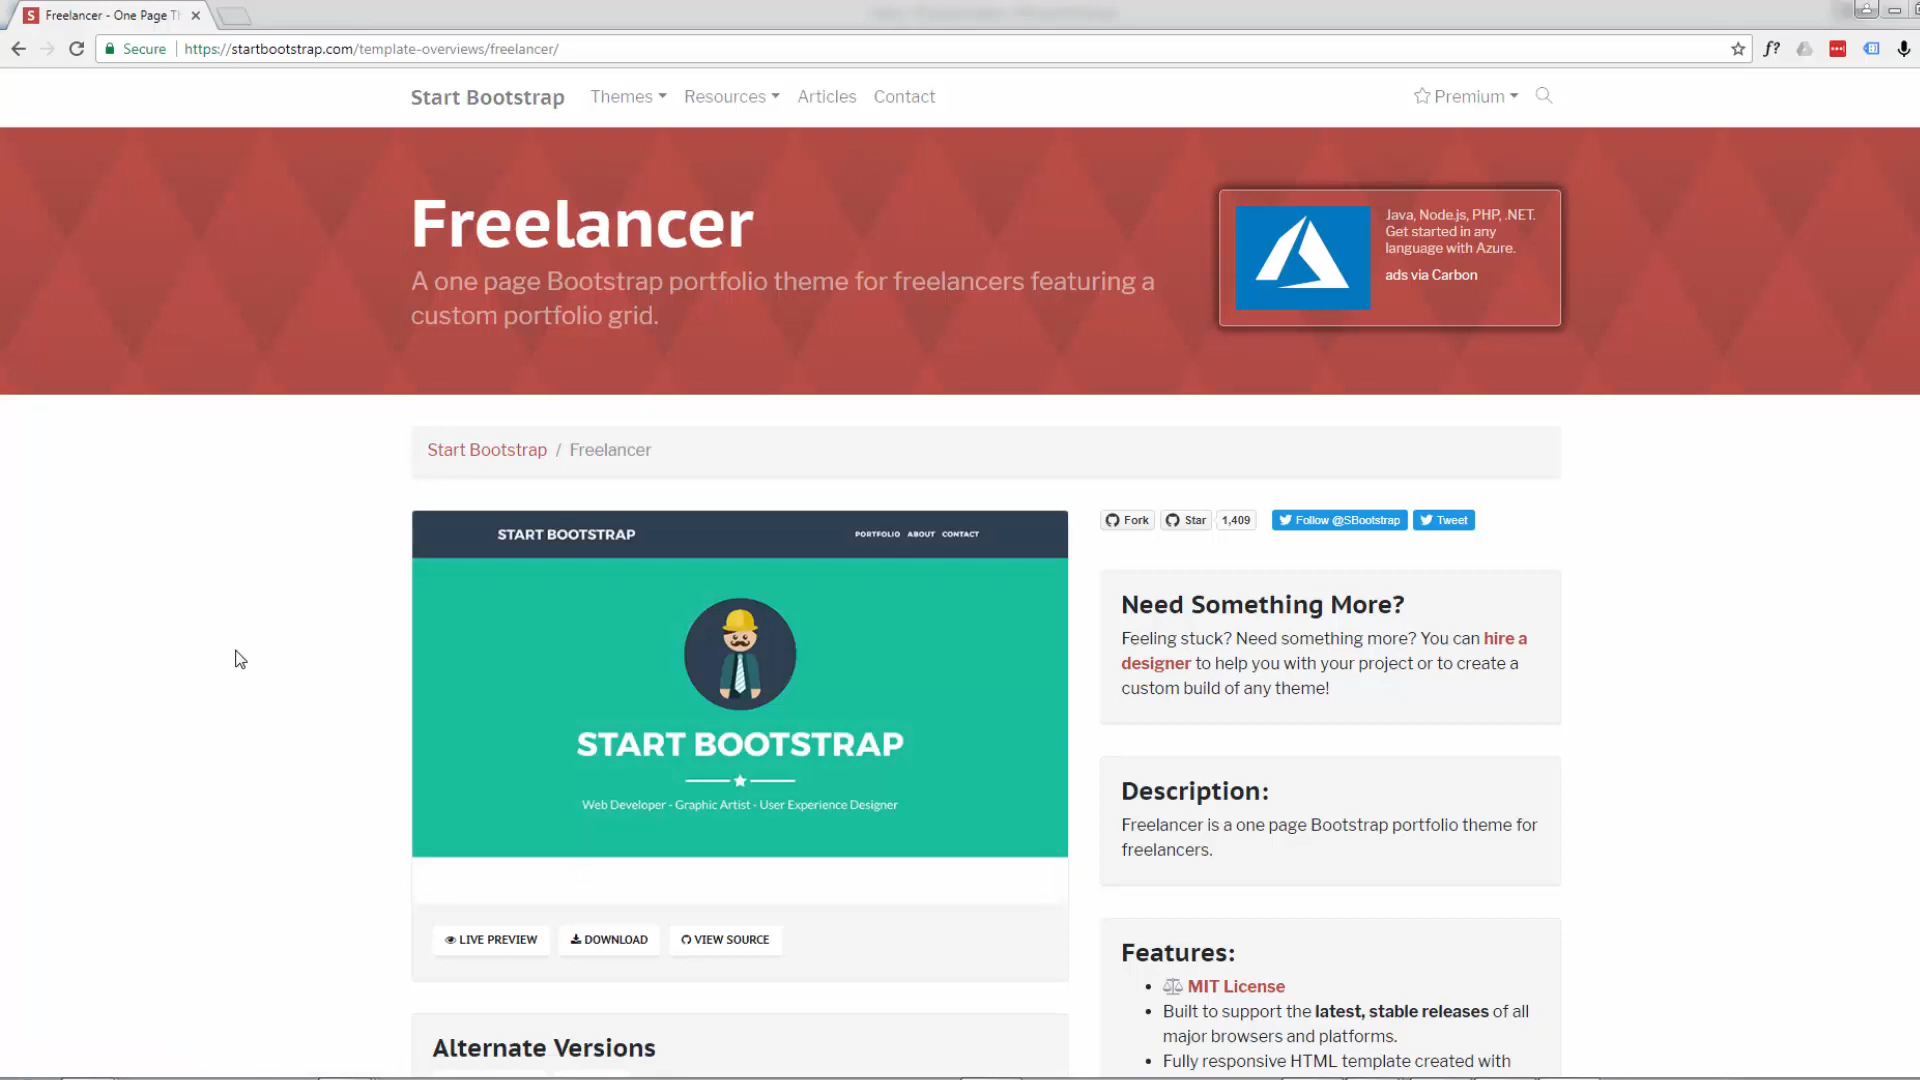 Freelancer - One Page T
Secure
https://startbootstrap.com/template-overviews/freelancer/
f?
Start Bootstrap
Themes
Resources
Articles
Contact
Premium
Freelancer
A one page Bootstrap portfolio theme for freelancers featuring a
custom portfolio grid.
Java, Node.js, PHP, .NET.
Get started in any
language with Azure.
ads via Carbon
Start Bootstrap / Freelancer
START BOOTSTRAP
PORTFOLIO ABOUT CONTACT
START BOOTSTRAP
Web Developer - Graphic Artist - User Experience Designer
LIVE PREVIEW
DOWNLOAD
VIEW SOURCE
Alternate Versions
Fork
Star
1,409
Follow @SBootstrap
Tweet
Need Something More?
Feeling stuck? Need something more? You can hire a
designer to help you with your project or to create a
custom build of any theme!
Description:
Freelancer is a one page Bootstrap portfolio theme for
freelancers.
Features:
MIT License
Built to support the latest, stable releases of all
major browsers and platforms.
Fully responsive HTML template created with